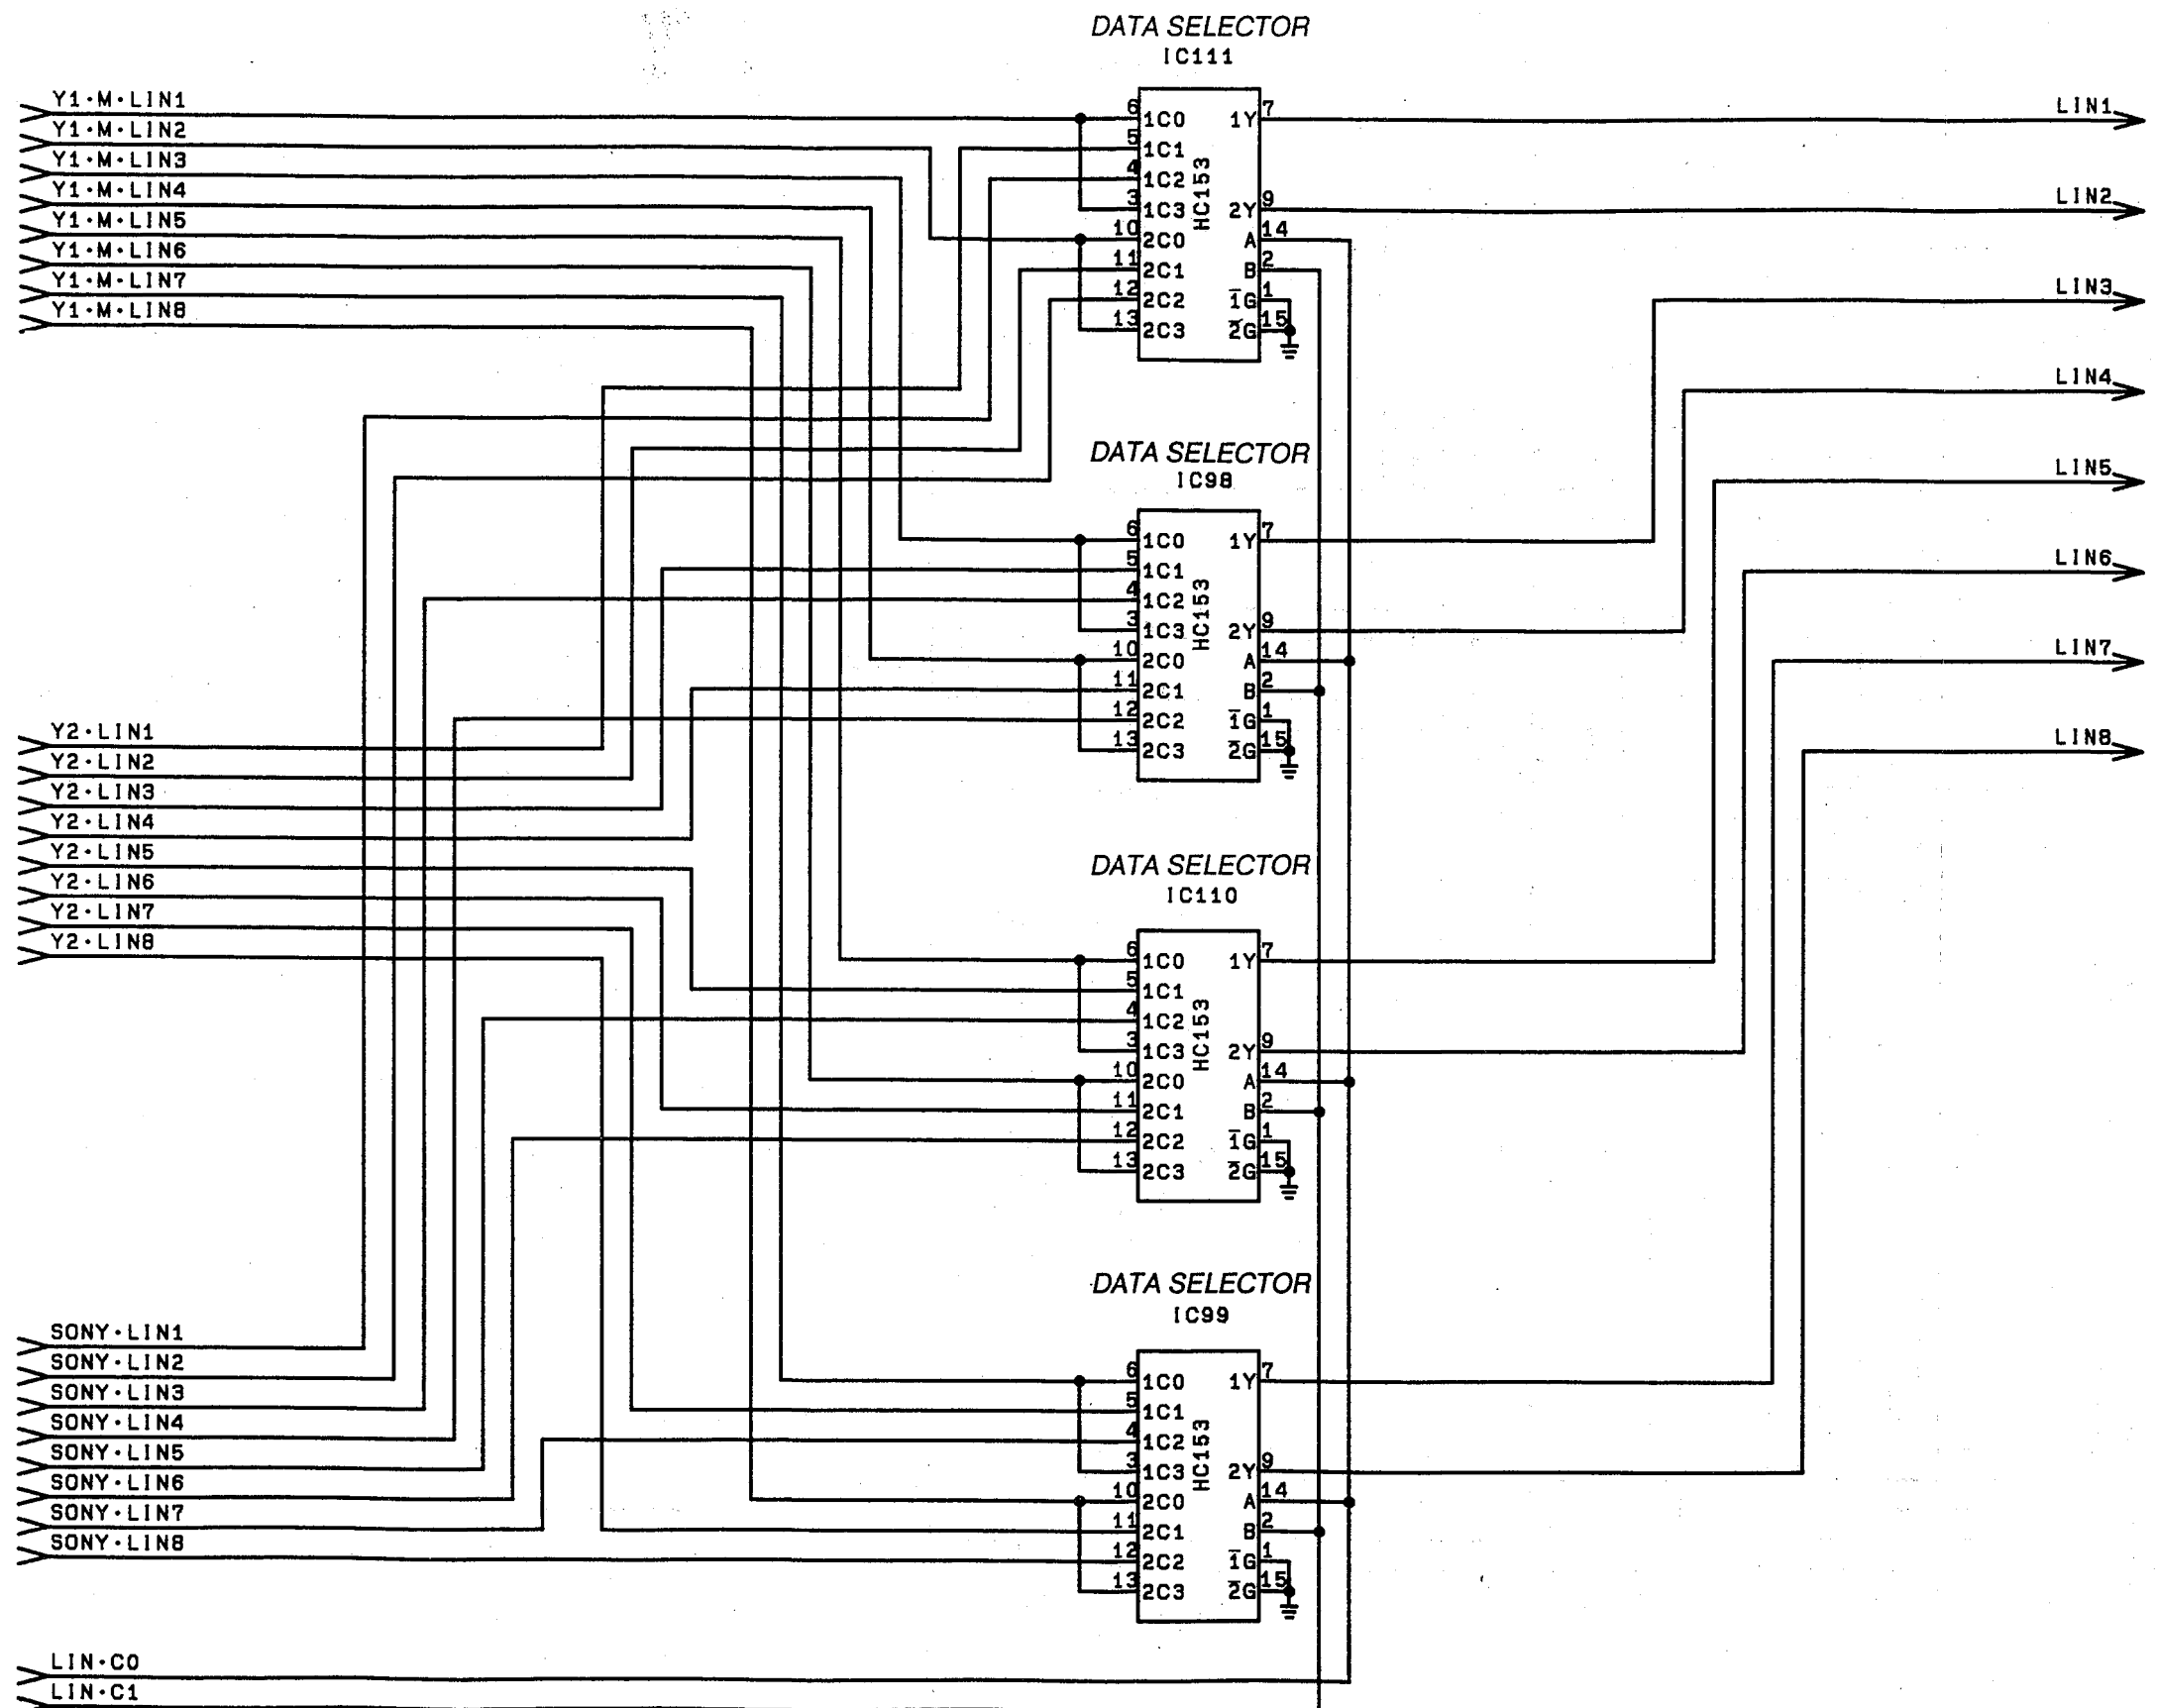 DATA SELECTOR
IC111
Y1·M·LIN1
Y1·M·LIN2
Y1·M·LIN3
Y1·M·LIN4
Y1·M·LIN5
Y1·M·LIN6
Y1·M·LIN7
Y1·M·LIN8
6 1C0 1Y 7
5 1C1
4 1C2
3 1C3 2Y 9
10 2C0 A 14
11 2C1 B 2
12 2C2 1G 1
13 2C3 2G 15
HC153
LIN1
LIN2
LIN3
LIN4
LIN5
LIN6
LIN7
LIN8
DATA SELECTOR
IC98
6 1C0 1Y 7
5 1C1
4 1C2
3 1C3 2Y 9
10 2C0 A 14
11 2C1 B 2
12 2C2 1G 1
13 2C3 2G 15
HC153
Y2·LIN1
Y2·LIN2
Y2·LIN3
Y2·LIN4
Y2·LIN5
Y2·LIN6
Y2·LIN7
Y2·LIN8
DATA SELECTOR
IC110
6 1C0 1Y 7
5 1C1
4 1C2
3 1C3 2Y 9
10 2C0 A 14
11 2C1 B 2
12 2C2 1G 1
13 2C3 2G 15
HC153
DATA SELECTOR
IC99
6 1C0 1Y 7
5 1C1
4 1C2
3 1C3 2Y 9
10 2C0 A 14
11 2C1 B 2
12 2C2 1G 1
13 2C3 2G 15
HC153
SONY·LIN1
SONY·LIN2
SONY·LIN3
SONY·LIN4
SONY·LIN5
SONY·LIN6
SONY·LIN7
SONY·LIN8
LIN·C0
LIN·C1